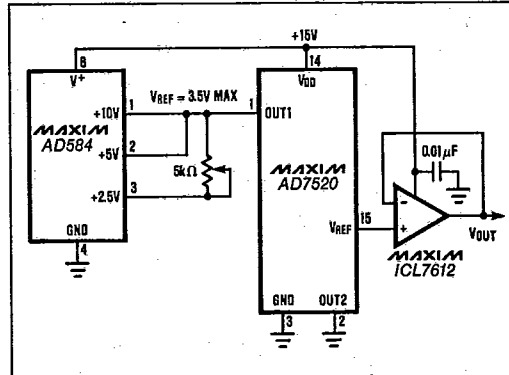 +15V
8
V+
MAXIM
AD584
+10V
1
+5V
2
+2.5V
3
GND
4
VREF = 3.5V MAX
5kΩ
1
OUT1
14
VDD
MAXIM
AD7520
15
VREF
GND
3
OUT2
2
0.01µF
-
+
MAXIM
ICL7612
VOUT